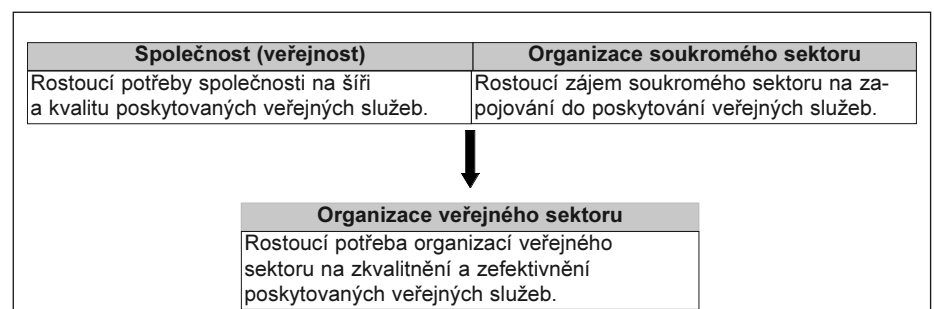 Společnost (veřejnost)
Organizace soukromého sektoru
Rostoucí potřeby společnosti na šíři
a kvalitu poskytovaných veřejných služeb.
Rostoucí zájem soukromého sektoru na za-
pojování do poskytování veřejných služeb.
Organizace veřejného sektoru
Rostoucí potřeba organizací veřejného
sektoru na zkvalitnění a zefektivnění
poskytovaných veřejných služeb.